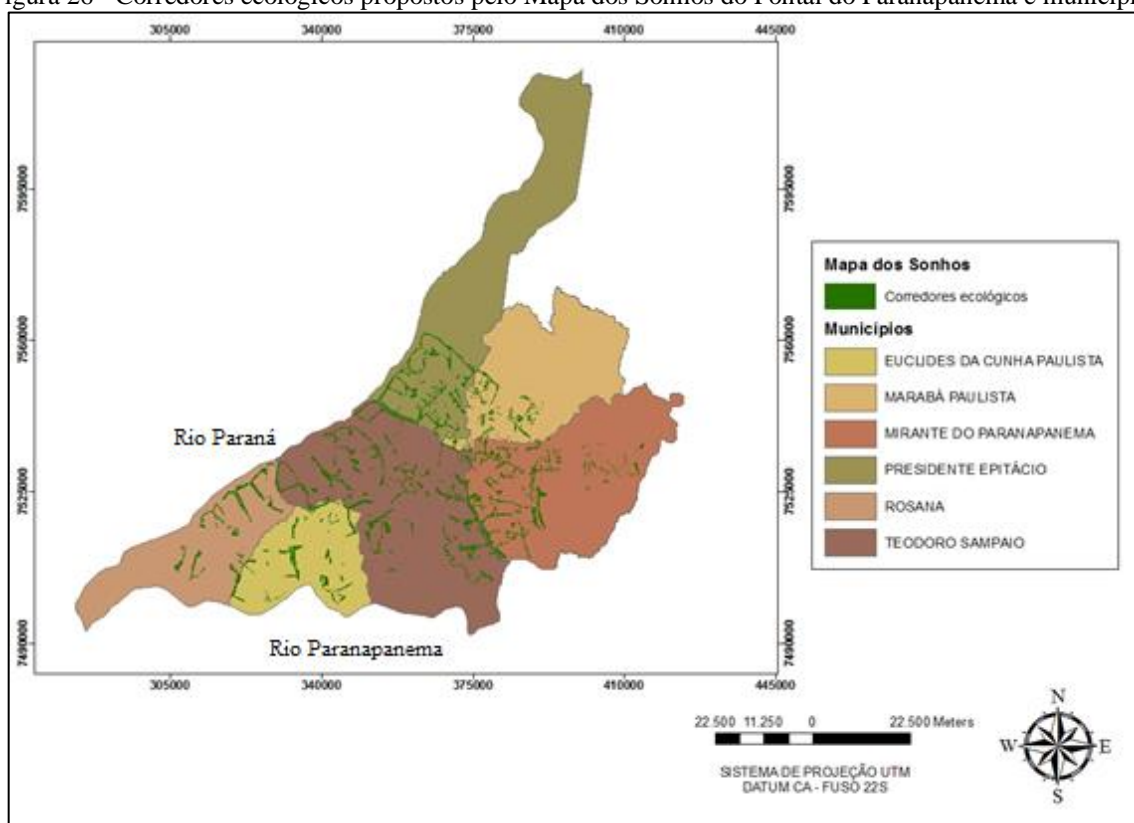 igura 28 - Corredores ecológicos propostos pelo Mapa dos Sonhos do Pontal do Paranapanema e municípi
305000 340000 375000 410000 445000
7595000 7595000
7560000 7560000
7525000 7525000
7490000 7490000
Rio Paraná
Rio Paranapanema
305000 340000 375000 410000 445000
Mapa dos Sonhos
Corredores ecológicos
Municípios
EUCLIDES DA CUNHA PAULISTA
MARABÁ PAULISTA
MIRANTE DO PARANAPANEMA
PRESIDENTE EPITÁCIO
ROSANA
TEODORO SAMPAIO
22.500 11.250 0 22.500 Meters
SISTEMA DE PROJEÇÃO UTM
DATUM CA - FUSO 22S
N
W E
S